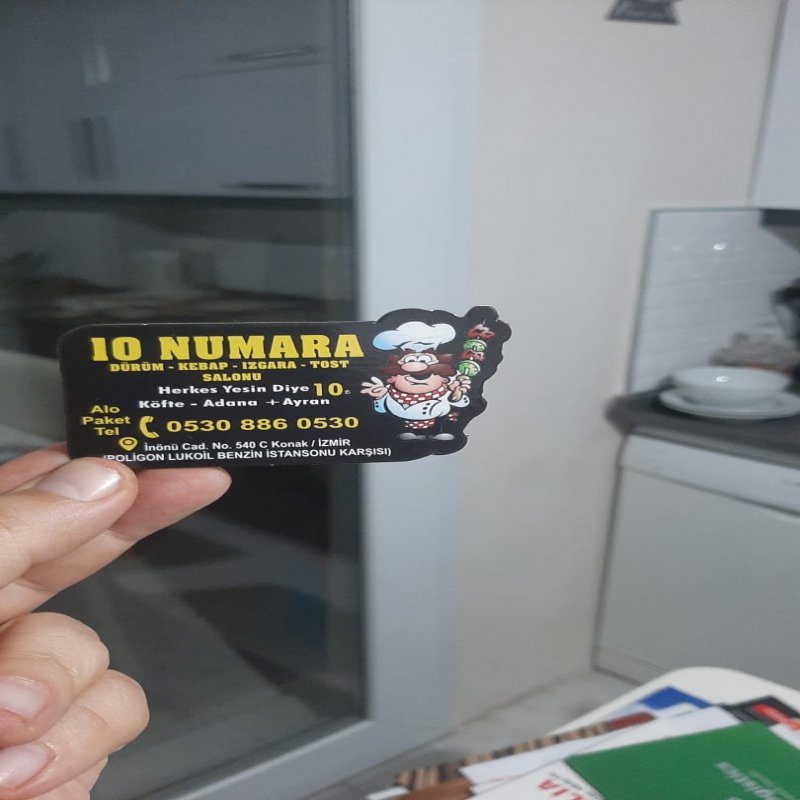 10 NUMARA
DÜRÜM - KEBAP - IZGARA - TOST
SALONU
Herkes Yesin Diye 10
Köfte - Adana + Ayran
Alo
Paket
Tel
0530 886 0530
İnönü Cad. No. 540 C Konak / İZMİR
(POLİGON LUKOİL BENZİN İSTANSONU KARŞISI)